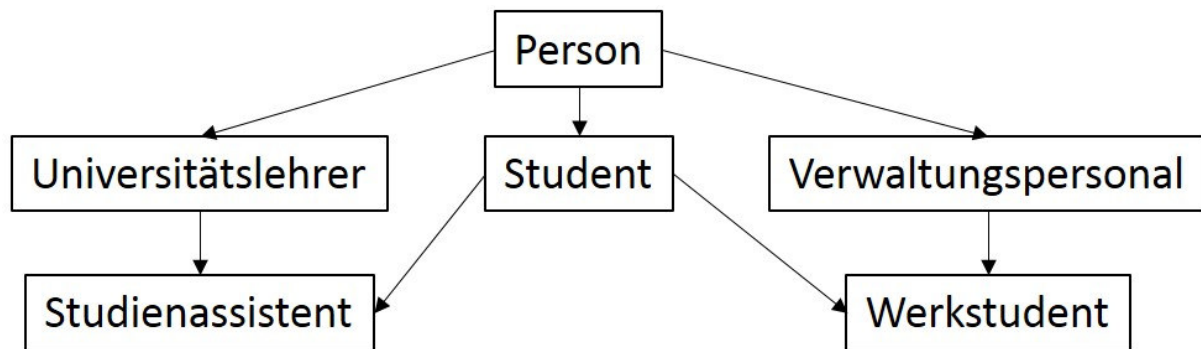 Person
Universitätslehrer
Student
Verwaltungspersonal
Studienassistent
Werkstudent